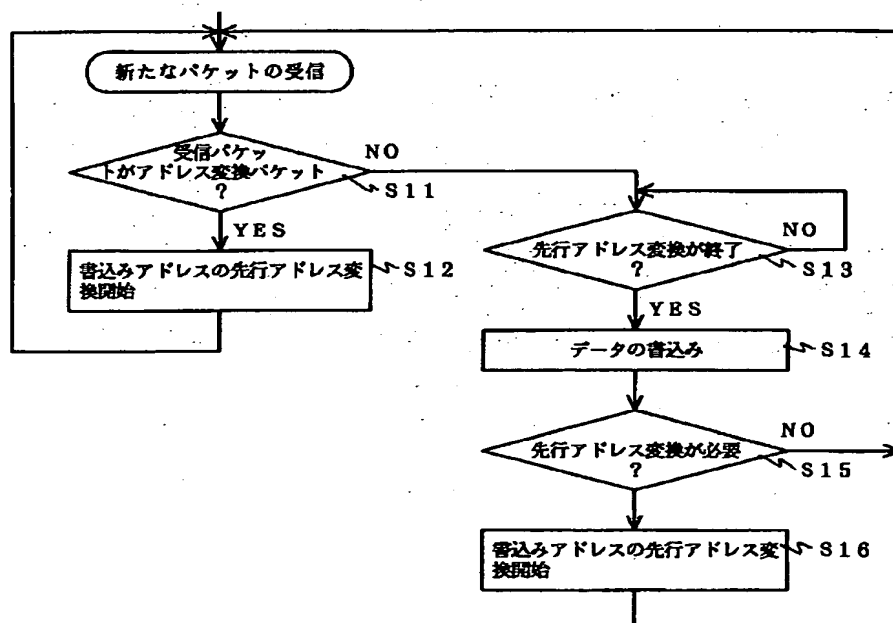 新たなパケットの受信
受信パケッ
トがアドレス変換パケット
?
NO
S11
YES
書込みアドレスの先行アドレス変
換開始
S12
先行アドレス変換が終了
?
NO
S13
YES
データの書込み
S14
先行アドレス変換が必要
?
NO
S15
書込みアドレスの先行アドレス変
換開始
S16